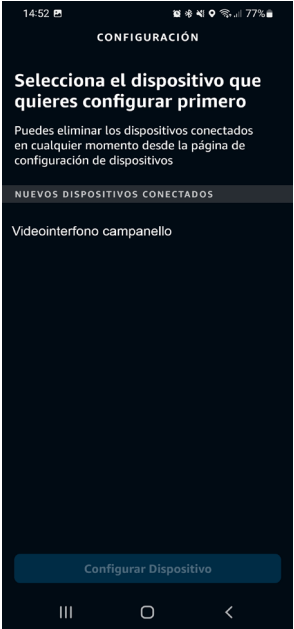 14:52 77%
CONFIGURACIÓN
Selecciona el dispositivo que
quieres configurar primero
Puedes eliminar los dispositivos conectados
en cualquier momento desde la página de
configuración de dispositivos
NUEVOS DISPOSITIVOS CONECTADOS
Videointerfono campanello
Configurar Dispositivo